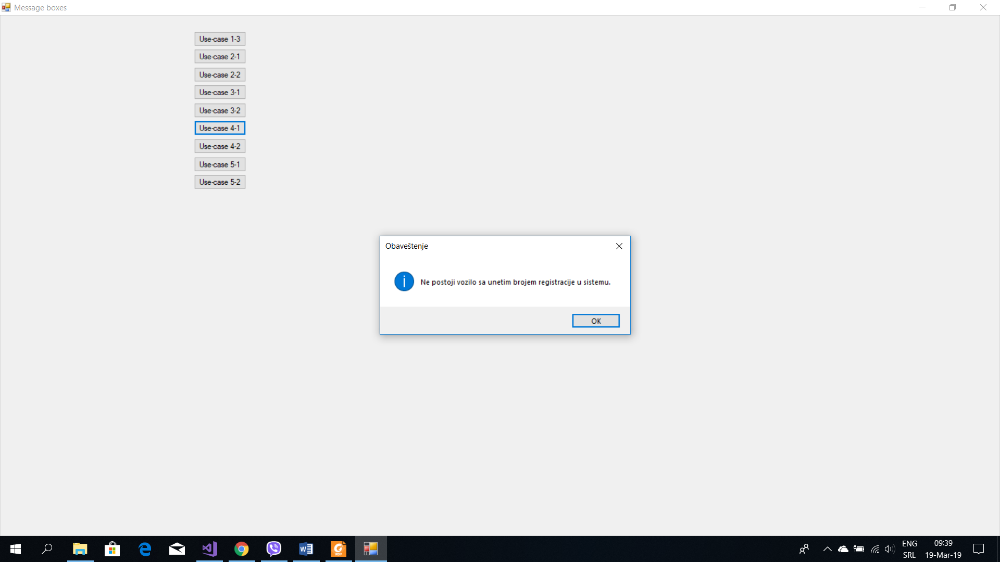 Message boxes
Use-case 1-3
Use-case 2-1
Use-case 2-2
Use-case 3-1
Use-case 3-2
Use-case 4-1
Use-case 4-2
Use-case 5-1
Use-case 5-2
Obaveštenje
Ne postoji vozilo sa unetim brojem registracije u sistemu.
OK
ENG
SRL
09:39
19-Mar-19